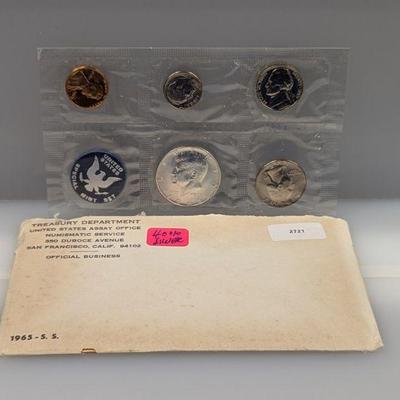 UNITED STATES
SPECIAL MINT SET
TREASURY DEPARTMENT
UNITED STATES ASSAY OFFICE
NUMISMATIC SERVICE
350 DUBOCE AVENUE
SAN FRANCISCO, CALIF. 94102
OFFICIAL BUSINESS
40%
SILVER
2721
1965-S. S.